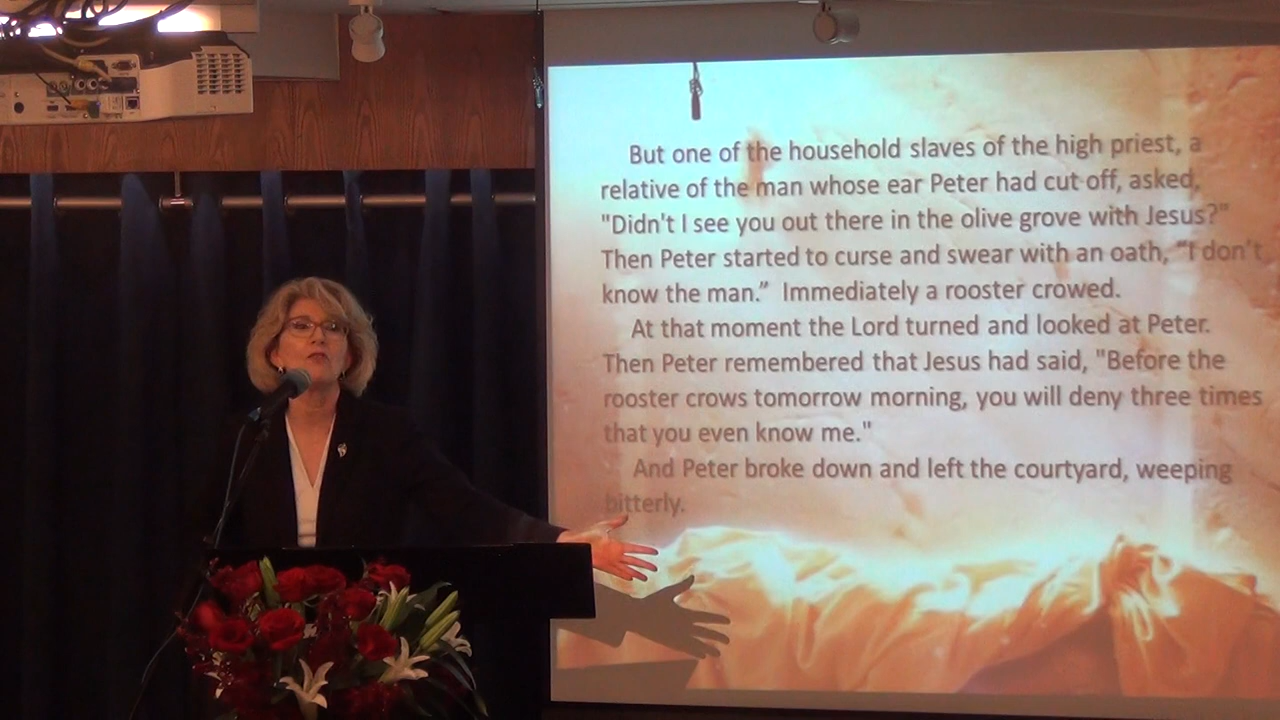 But one of the household slaves of the high priest, a
relative of the man whose ear Peter had cut off, asked,
"Didn't I see you out there in the olive grove with Jesus?"
Then Peter started to curse and swear with an oath, “I don’t
know the man.” Immediately a rooster crowed.
At that moment the Lord turned and looked at Peter.
Then Peter remembered that Jesus had said, "Before the
rooster crows tomorrow morning, you will deny three times
that you even know me."
And Peter broke down and left the courtyard, weeping
bitterly.